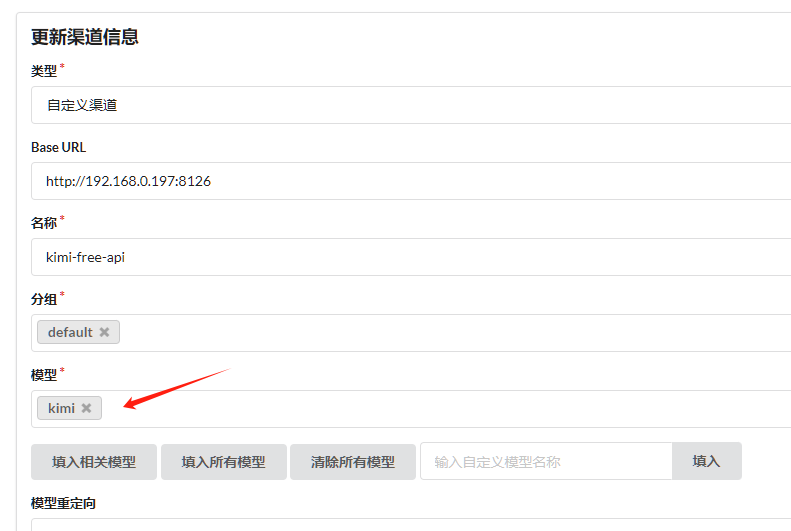 更新渠道信息
类型*
自定义渠道
Base URL
http://192.168.0.197:8126
名称*
kimi-free-api
分组*
default ✖
模型*
kimi ✖
填入相关模型 填入所有模型 清除所有模型 输入自定义模型名称 填入
模型重定向